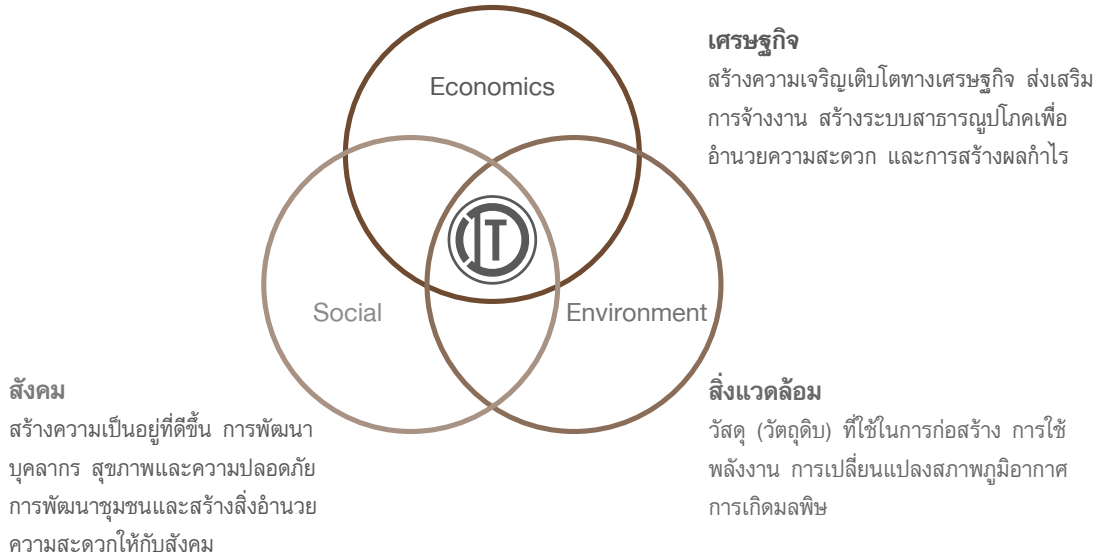 เศรษฐกิจ
สร้างความเจริญเติบโตทางเศรษฐกิจ ส่งเสริม
การจ้างงาน สร้างระบบสาธารณูปโภคเพื่อ
อำนวยความสะดวก และการสร้างผลกำไร
Economics
Social
Environment
สังคม
สร้างความเป็นอยู่ที่ดีขึ้น การพัฒนา
บุคลากร สุขภาพและความปลอดภัย
การพัฒนาชุมชนและสร้างสิ่งอำนวย
ความสะดวกให้กับสังคม
สิ่งแวดล้อม
วัสดุ (วัตถุดิบ) ที่ใช้ในการก่อสร้าง การใช้
พลังงาน การเปลี่ยนแปลงสภาพภูมิอากาศ
การเกิดมลพิษ